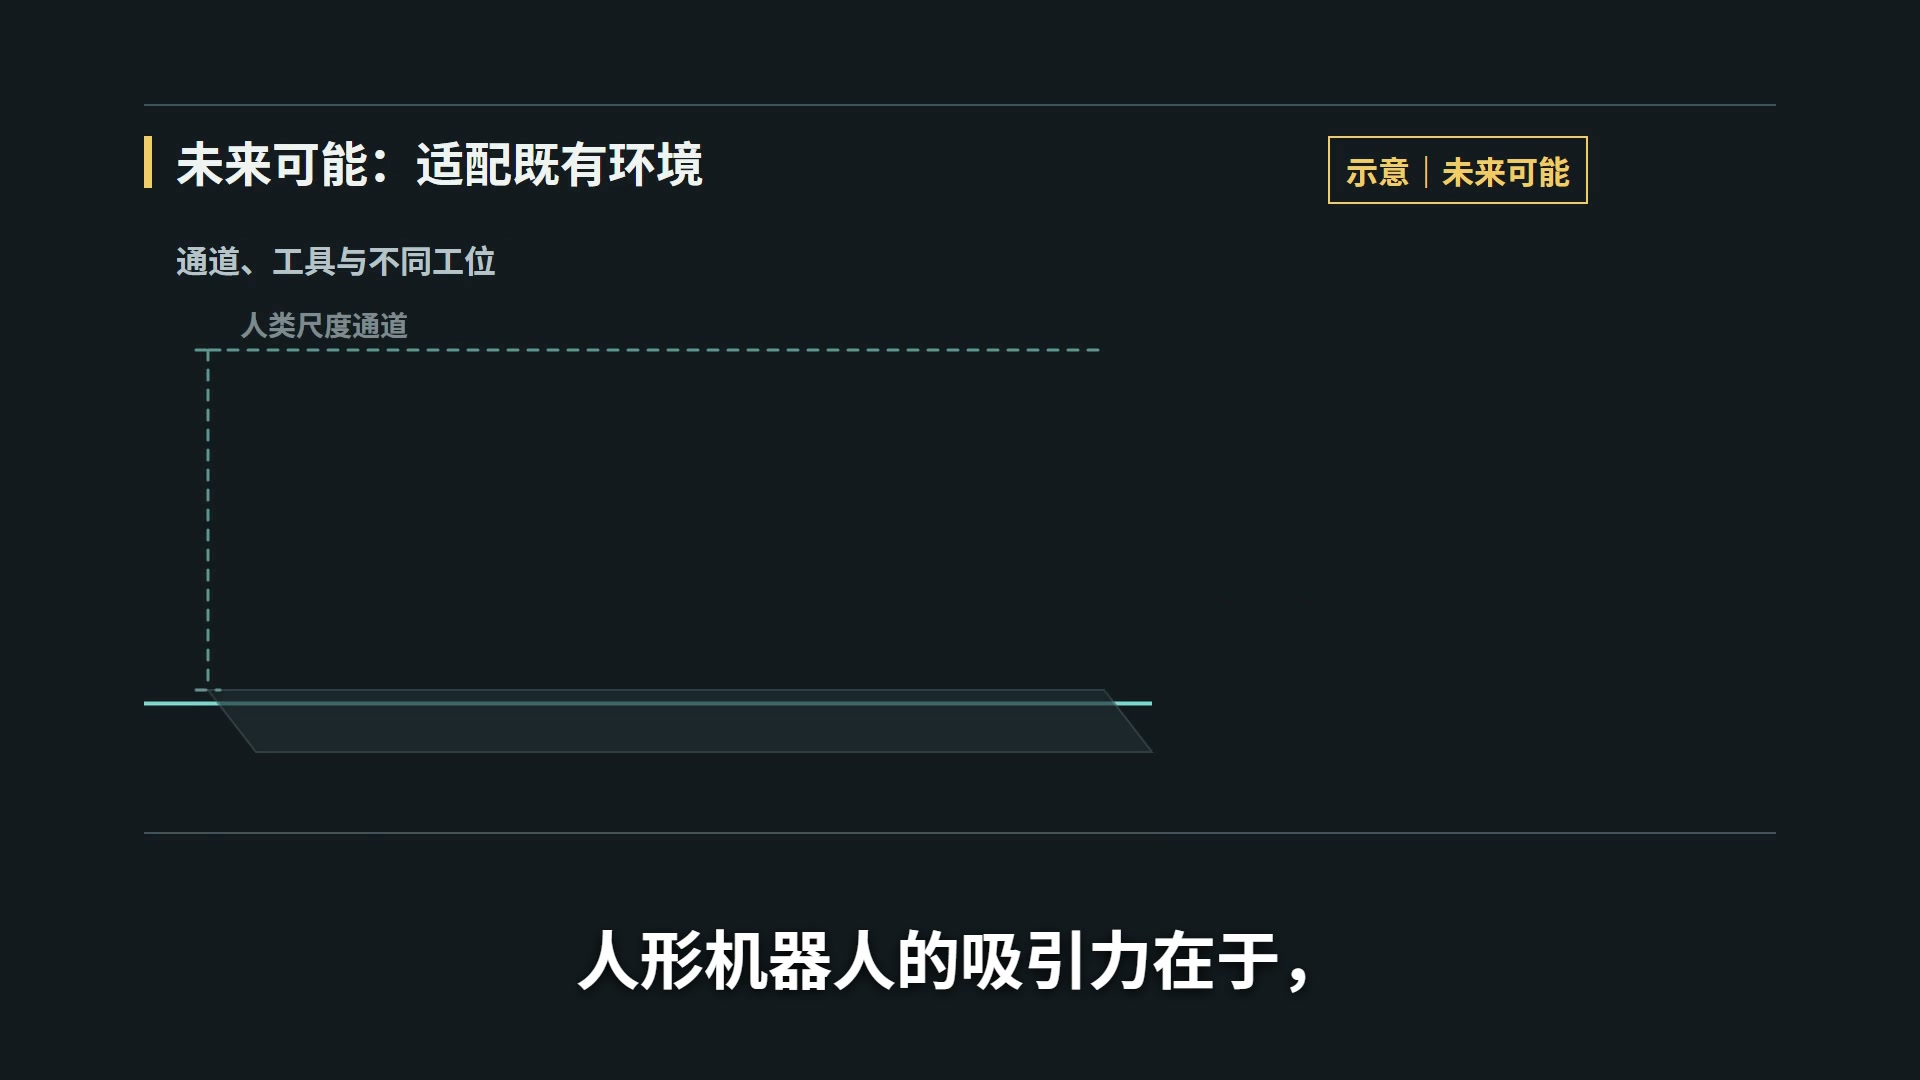 未来可能：适配既有环境
示意｜未来可能
通道、工具与不同工位
人类尺度通道
人形机器人的吸引力在于，